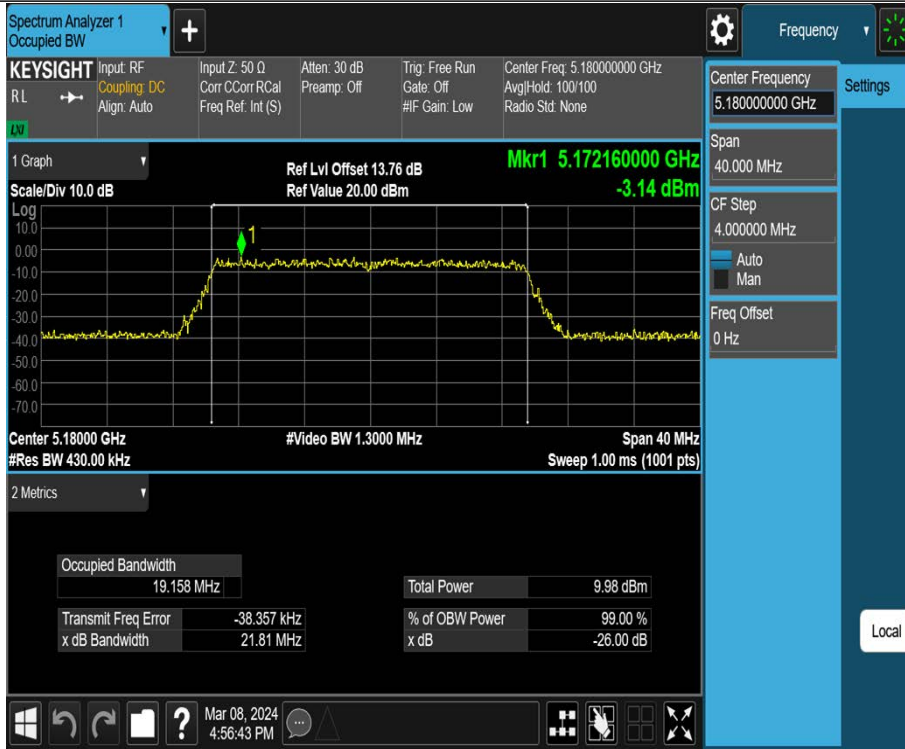 Spectrum Analyzer 1
Occupied BW
+
Frequency
KEYSIGHT
R L
LXI
Input: RF
Coupling: DC
Align: Auto
Input Z: 50 Ω
Corr CCorr RCal
Freq Ref: Int (S)
Atten: 30 dB
Preamp: Off
Trig: Free Run
Gate: Off
#IF Gain: Low
Center Freq: 5.180000000 GHz
Avg|Hold: 100/100
Radio Std: None
Center Frequency
5.180000000 GHz
Settings
Span
40.000 MHz
CF Step
4.000000 MHz
Auto
Man
Freq Offset
0 Hz
Local
1 Graph
Scale/Div 10.0 dB
Ref Lvl Offset 13.76 dB
Ref Value 20.00 dBm
Mkr1 5.172160000 GHz
-3.14 dBm
Log
10.0
0.00
-10.0
-20.0
-30.0
-40.0
-50.0
-60.0
-70.0
1
Center 5.18000 GHz
#Video BW 1.3000 MHz
Span 40 MHz
#Res BW 430.00 kHz
Sweep 1.00 ms (1001 pts)
2 Metrics
Occupied Bandwidth
19.158 MHz
Total Power 9.98 dBm
Transmit Freq Error -38.357 kHz
% of OBW Power 99.00 %
x dB Bandwidth 21.81 MHz
x dB -26.00 dB
?
Mar 08, 2024
4:56:43 PM